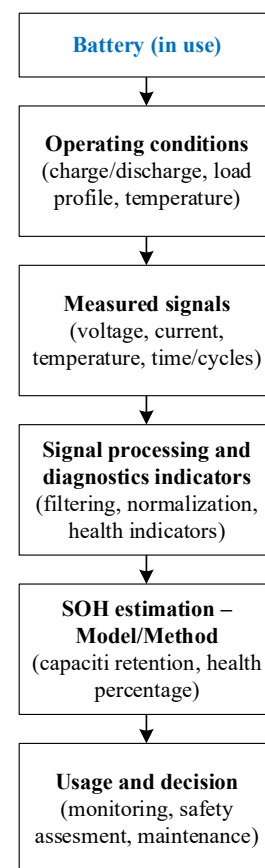 Battery (in use)
Operating conditions
(charge/discharge, load
profile, temperature)
Measured signals
(voltage, current,
temperature, time/cycles)
Signal processing and
diagnostics indicators
(filtering, normalization,
health indicators)
SOH estimation –
Model/Method
(capaciti retention, health
percentage)
Usage and decision
(monitoring, safety
assesment, maintenance)